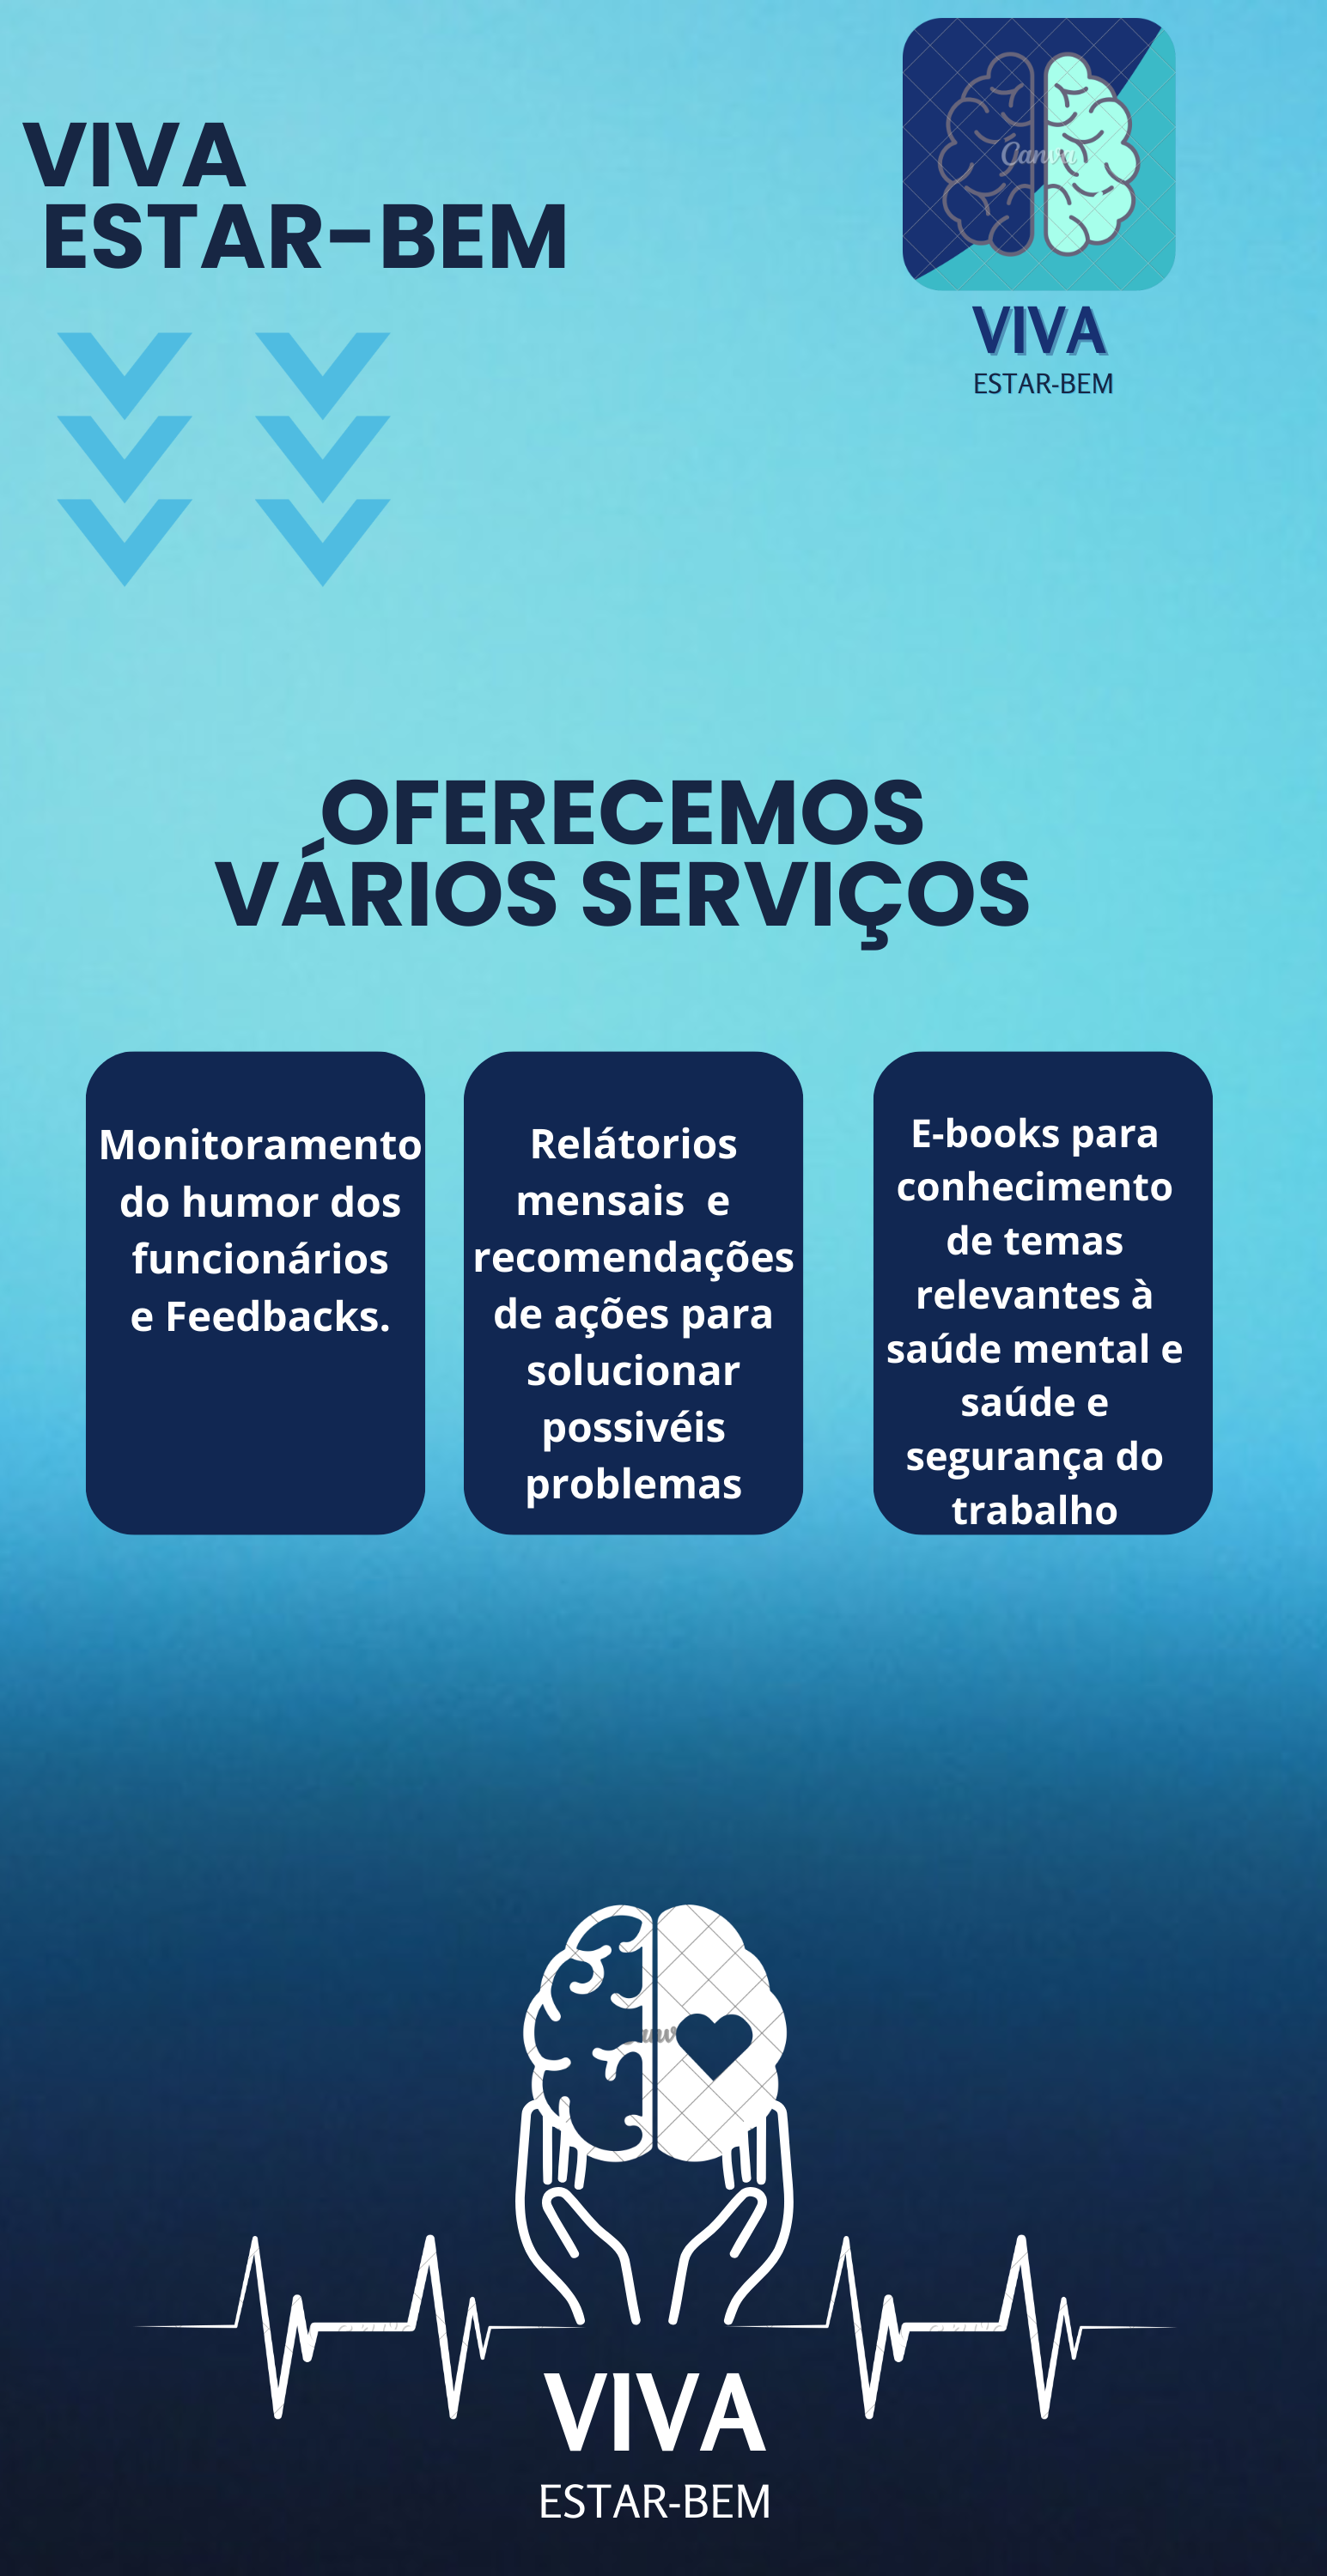 VIVA
ESTAR-BEM
Canva
VIVA
ESTAR-BEM
OFERECEMOS
VÁRIOS SERVIÇOS
Monitoramento
do humor dos
funcionários
e Feedbacks.
Relátorios
mensais e
recomendações
de ações para
solucionar
possivéis
problemas
E-books para
conhecimento
de temas
relevantes à
saúde mental e
saúde e
segurança do
trabalho
VIVA
ESTAR-BEM